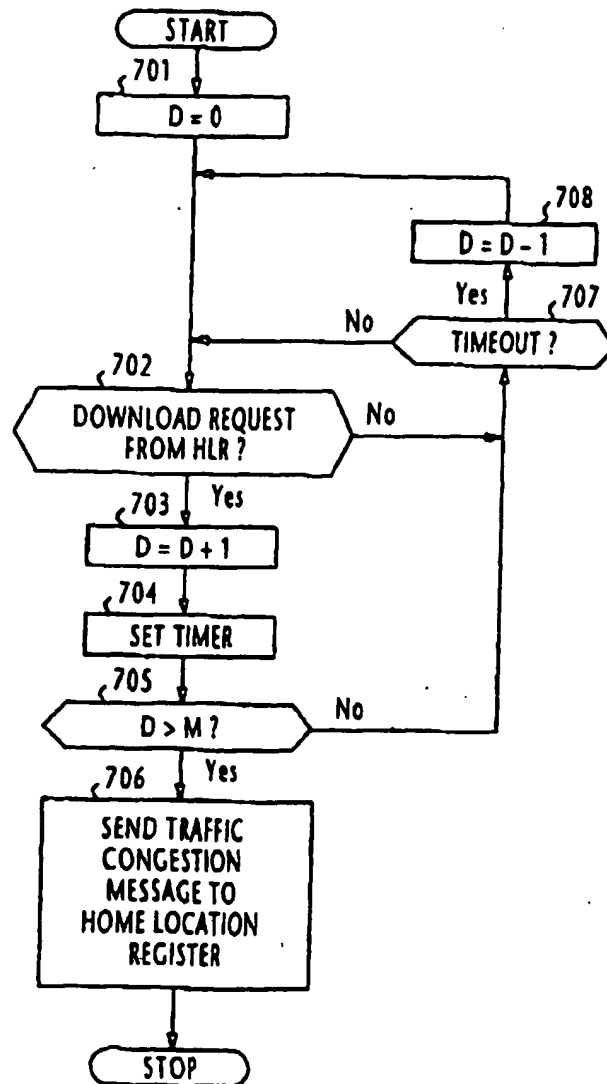 START
701
D = 0
708
D = D - 1
Yes
707
No
TIMEOUT ?
702
DOWNLOAD REQUEST
FROM HLR ?
No
Yes
703
D = D + 1
704
SET TIMER
705
D > M ?
No
Yes
706
SEND TRAFFIC
CONGESTION
MESSAGE TO
HOME LOCATION
REGISTER
STOP